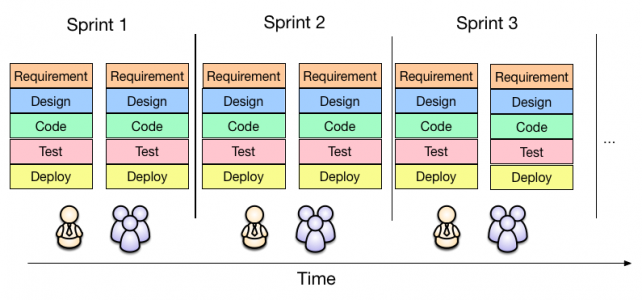 Sprint 1 Sprint 2 Sprint 3
Requirement Requirement Requirement Requirement Requirement Requirement
Design Design Design Design Design Design
Code Code Code Code Code Code
Test Test Test Test Test Test
Deploy Deploy Deploy Deploy Deploy Deploy
...
Time